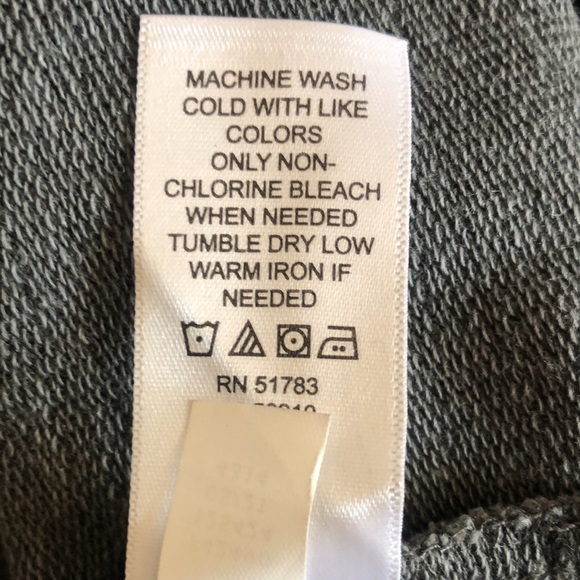 MACHINE WASH
COLD WITH LIKE
COLORS
ONLY NON-
CHLORINE BLEACH
WHEN NEEDED
TUMBLE DRY LOW
WARM IRON IF
NEEDED
RN 51783